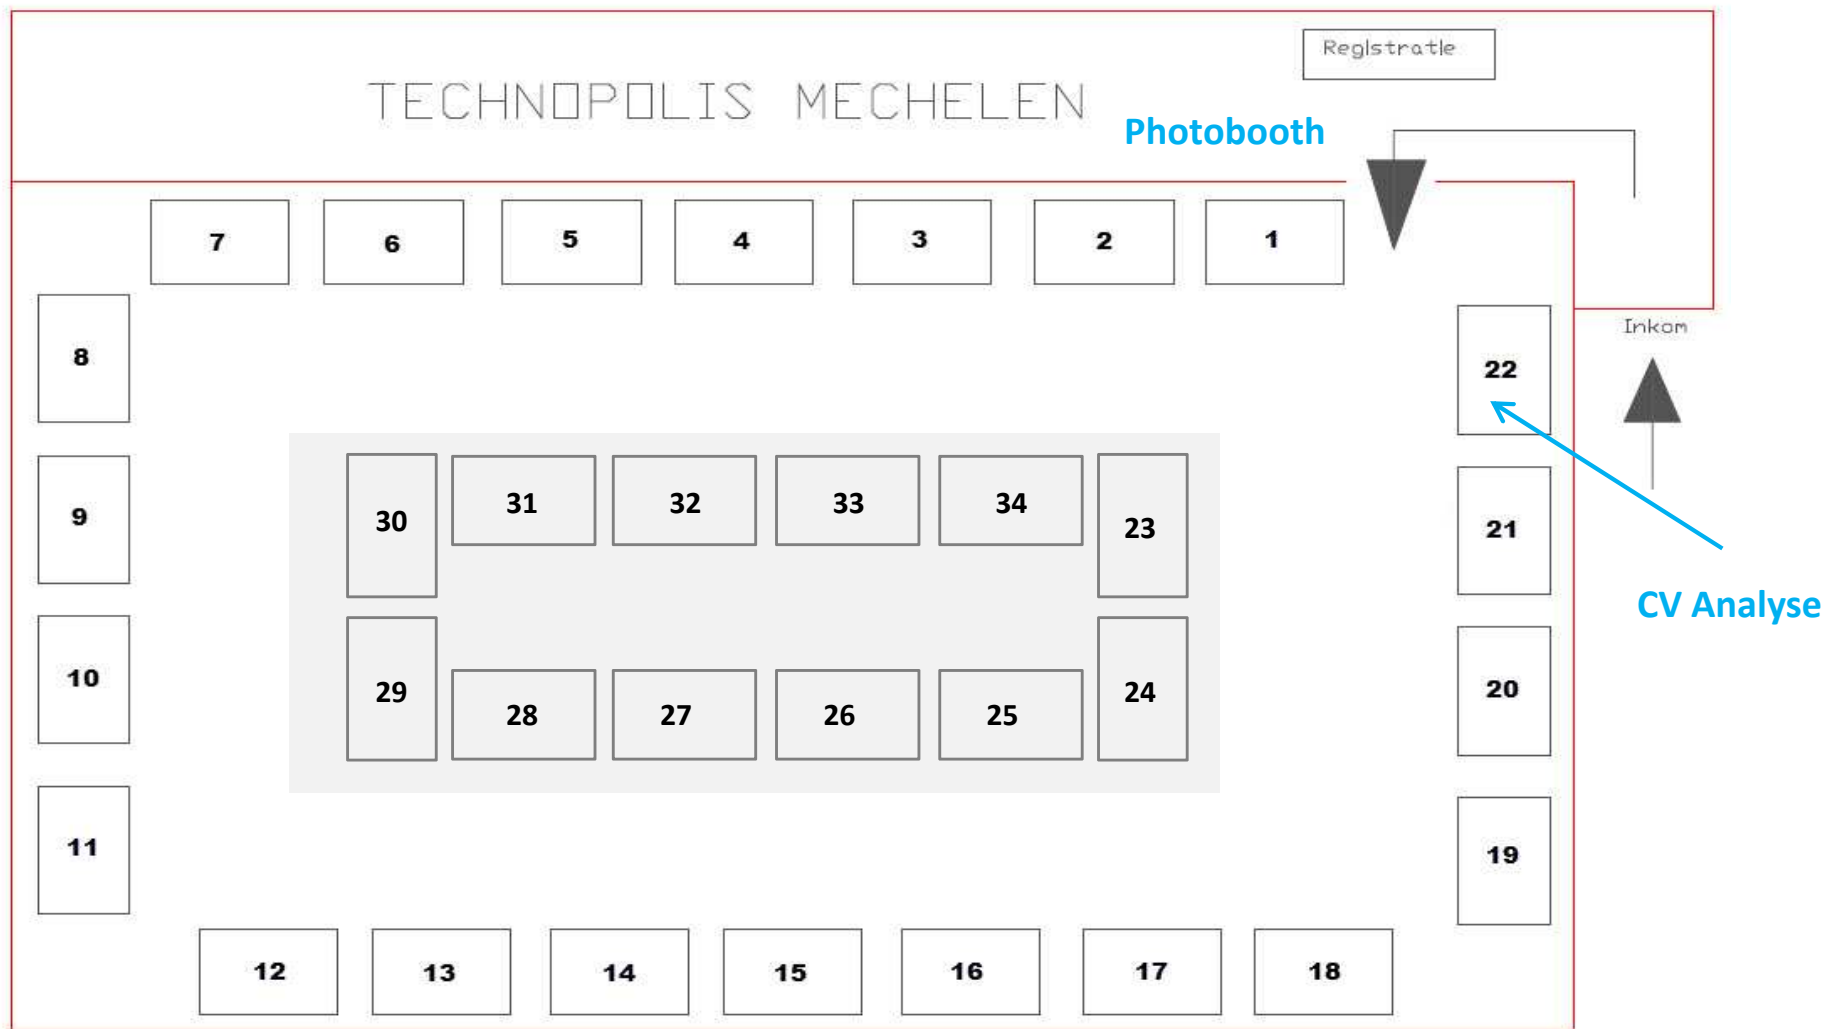 Registratie
TECHNOPOLIS MECHELEN
Photobooth
7 6 5 4 3 2 1
Inkom
8
22
31 32 33 34
30 23
9
21
CV Analyse
10
29 24
20
28 27 26 25
11
19
12 13 14 15 16 17 18